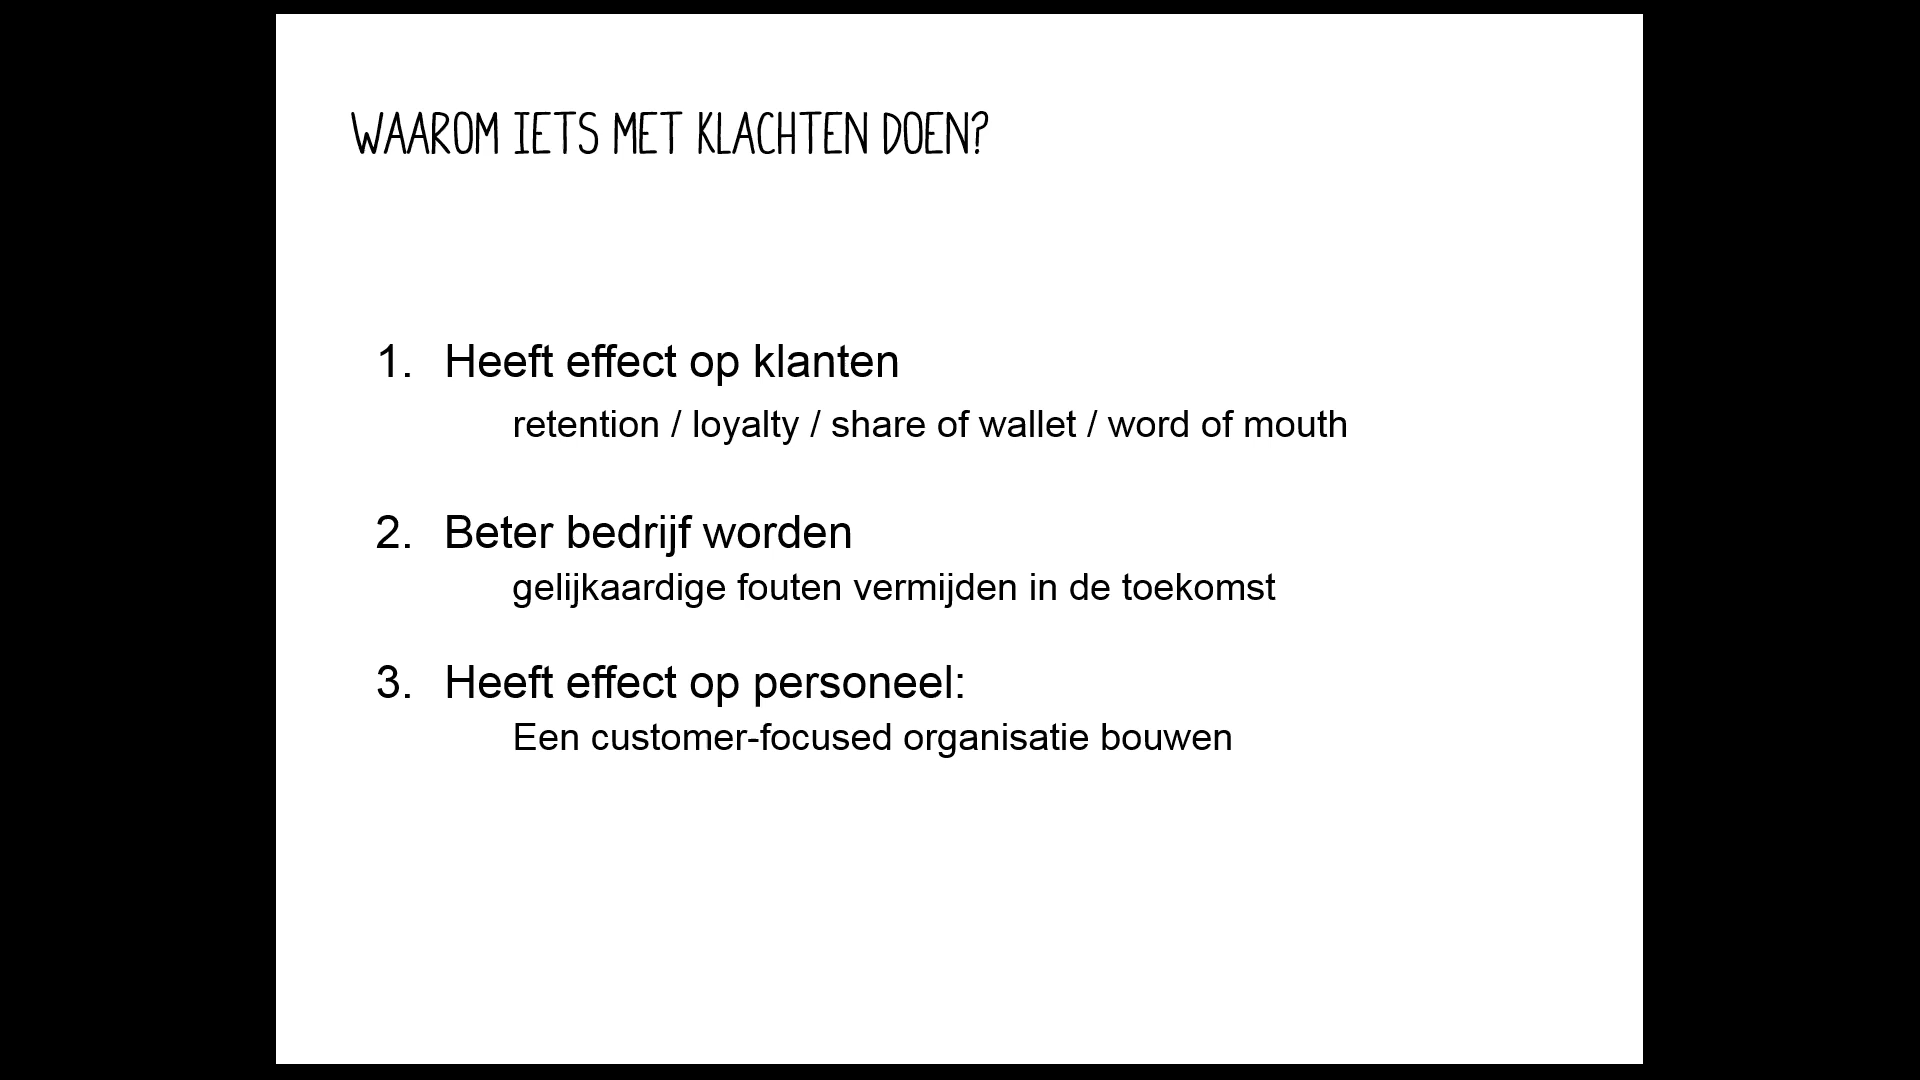 WAAROM IETS MET KLACHTEN DOEN?
1. Heeft effect op klanten
retention / loyalty / share of wallet / word of mouth
2. Beter bedrijf worden
gelijkaardige fouten vermijden in de toekomst
3. Heeft effect op personeel:
Een customer-focused organisatie bouwen